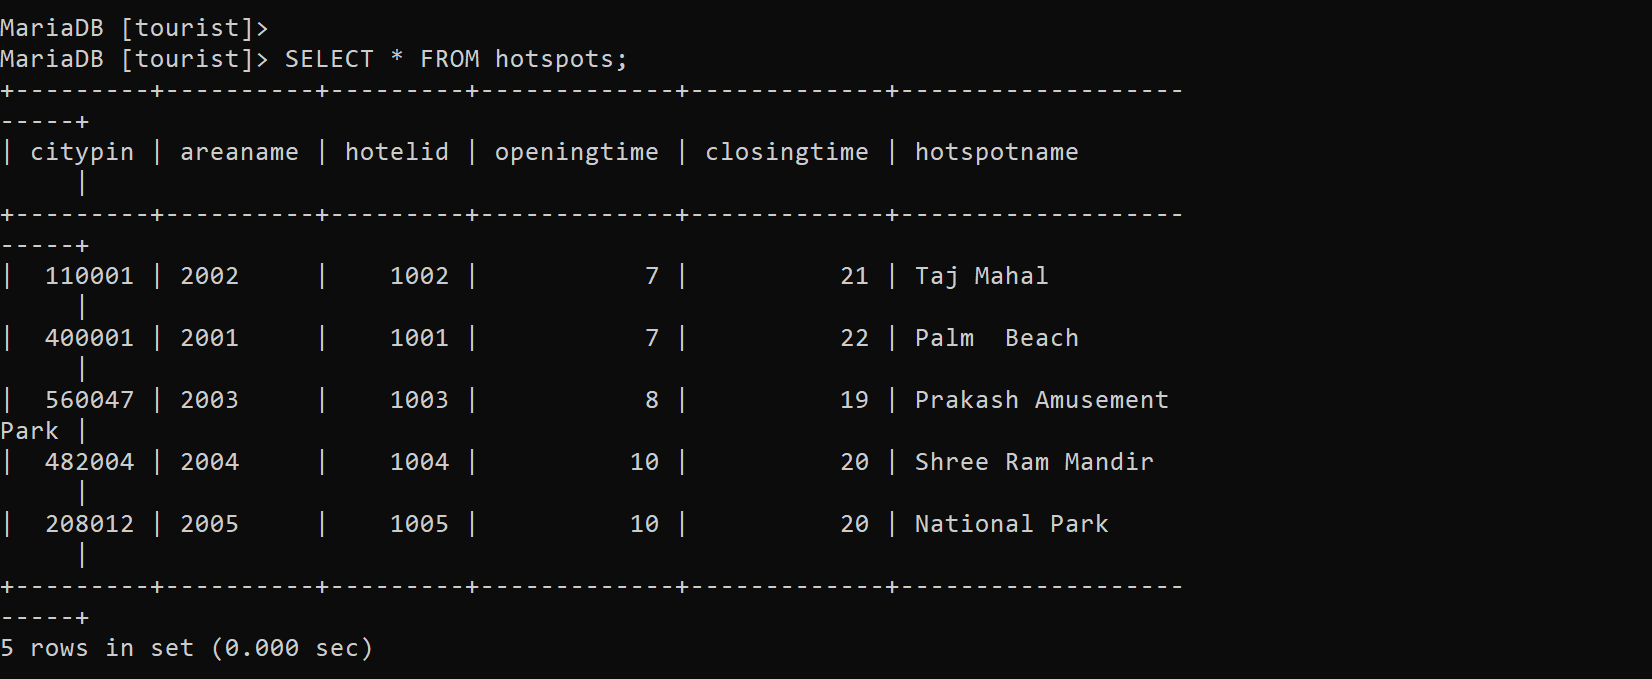 MariaDB [tourist]>
MariaDB [tourist]> SELECT * FROM hotspots;
+---------+----------+---------+-------------+-------------+-------------------
-----+
| citypin | areaname | hotelid | openingtime | closingtime | hotspotname
     |
+---------+----------+---------+-------------+-------------+-------------------
-----+
|  110001 | 2002     |    1002 |           7 |          21 | Taj Mahal
     |
|  400001 | 2001     |    1001 |           7 |          22 | Palm  Beach
     |
|  560047 | 2003     |    1003 |           8 |          19 | Prakash Amusement
Park |
|  482004 | 2004     |    1004 |          10 |          20 | Shree Ram Mandir
     |
|  208012 | 2005     |    1005 |          10 |          20 | National Park
     |
+---------+----------+---------+-------------+-------------+-------------------
-----+
5 rows in set (0.000 sec)